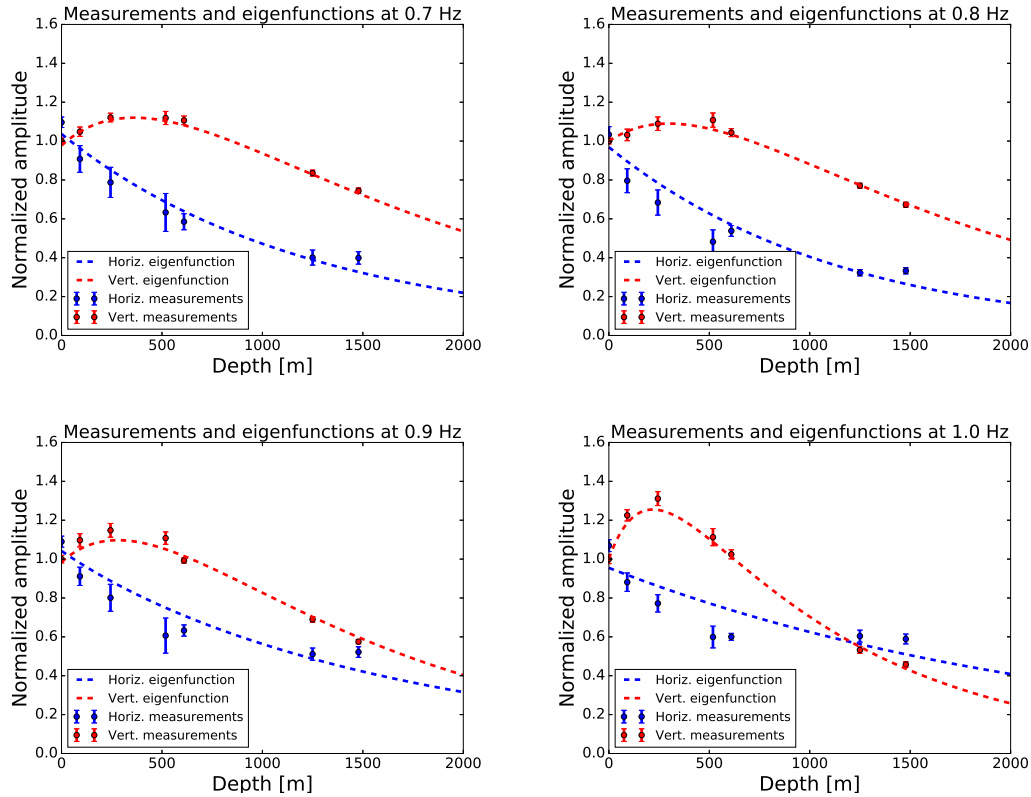 Measurements and eigenfunctions at 0.7 Hz
1.6
1.4
1.2
1.0
0.8
0.6
0.4
0.2
0.0
Normalized amplitude
Horiz. eigenfunction
Vert. eigenfunction
Horiz. measurements
Vert. measurements
0 500 1000 1500 2000
Depth [m]
Measurements and eigenfunctions at 0.8 Hz
1.6
1.4
1.2
1.0
0.8
0.6
0.4
0.2
0.0
Normalized amplitude
Horiz. eigenfunction
Vert. eigenfunction
Horiz. measurements
Vert. measurements
0 500 1000 1500 2000
Depth [m]
Measurements and eigenfunctions at 0.9 Hz
1.6
1.4
1.2
1.0
0.8
0.6
0.4
0.2
0.0
Normalized amplitude
Horiz. eigenfunction
Vert. eigenfunction
Horiz. measurements
Vert. measurements
0 500 1000 1500 2000
Depth [m]
Measurements and eigenfunctions at 1.0 Hz
1.6
1.4
1.2
1.0
0.8
0.6
0.4
0.2
0.0
Normalized amplitude
Horiz. eigenfunction
Vert. eigenfunction
Horiz. measurements
Vert. measurements
0 500 1000 1500 2000
Depth [m]